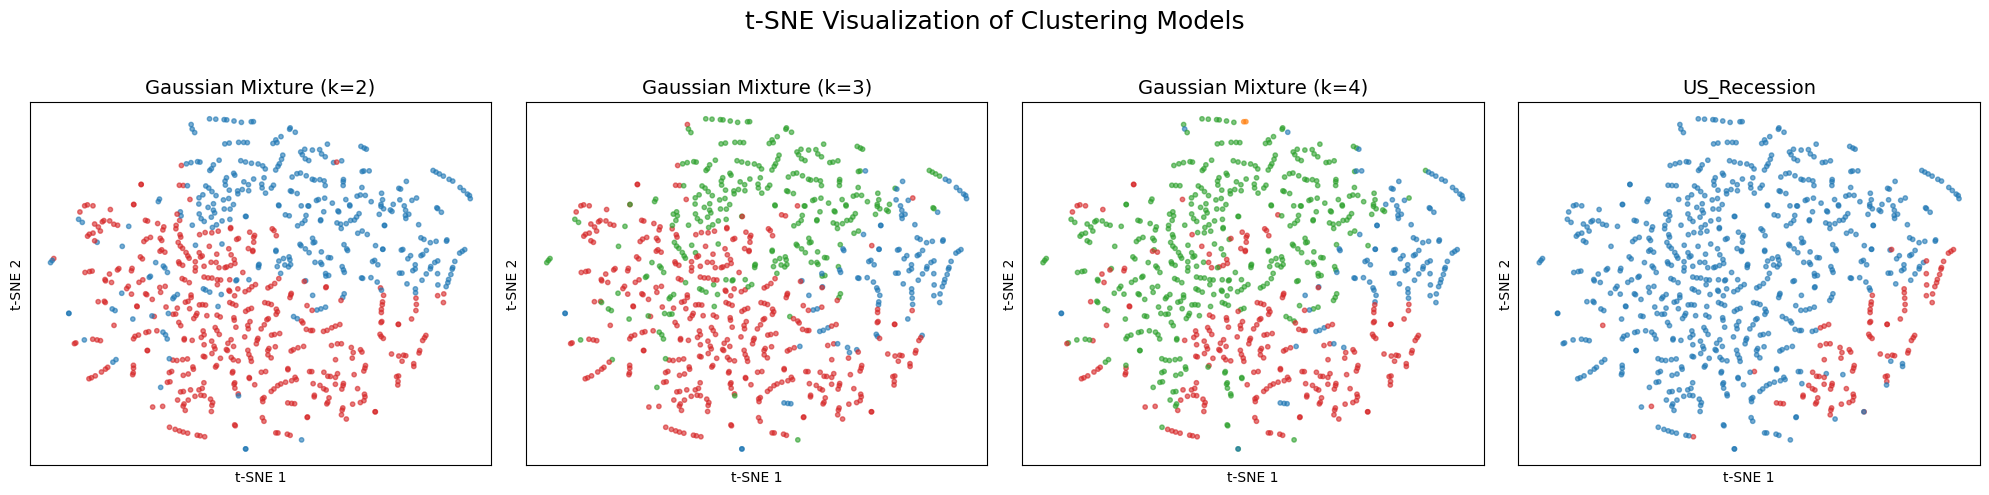 t-SNE Visualization of Clustering Models
Gaussian Mixture (k=2)
Gaussian Mixture (k=3)
Gaussian Mixture (k=4)
US_Recession
t-SNE 2
t-SNE 2
t-SNE 2
t-SNE 2
t-SNE 1
t-SNE 1
t-SNE 1
t-SNE 1